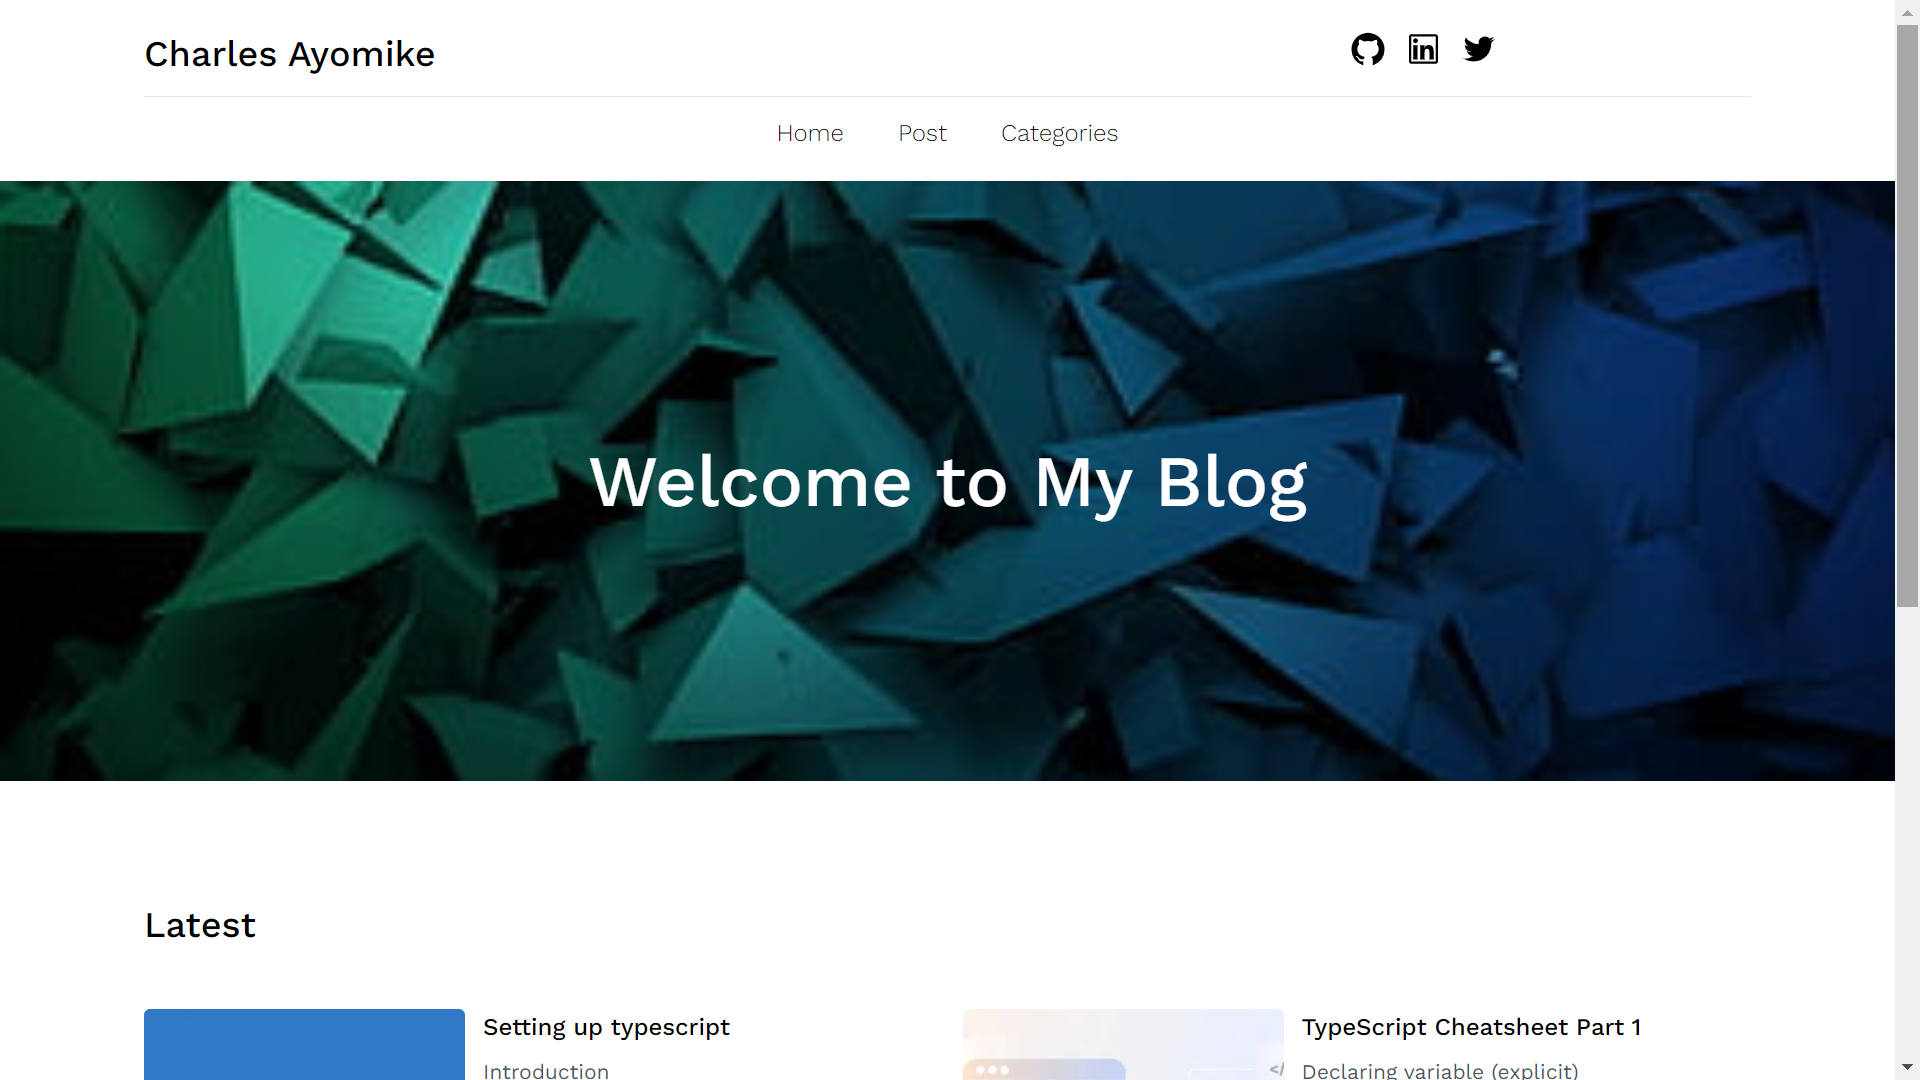 Charles Ayomike
Home Post Categories
Welcome to My Blog
Latest
Setting up typescript
Introduction
TypeScript Cheatsheet Part 1
Declaring variable (explicit)